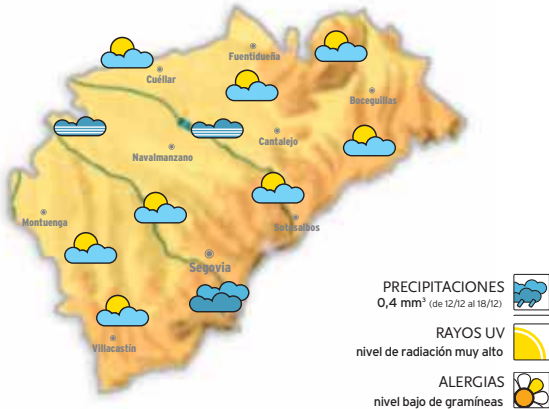 Fuentidueña
Cuéllar
Boceguillas
Cantalejo
Navalmanzano
Montuenga
Sotosalbos
Segovia
Villacastín
PRECIPITACIONES
0,4 mm³ (de 12/12 al 18/12)
RAYOS UV
nivel de radiación muy alto
ALERGIAS
nivel bajo de gramíneas